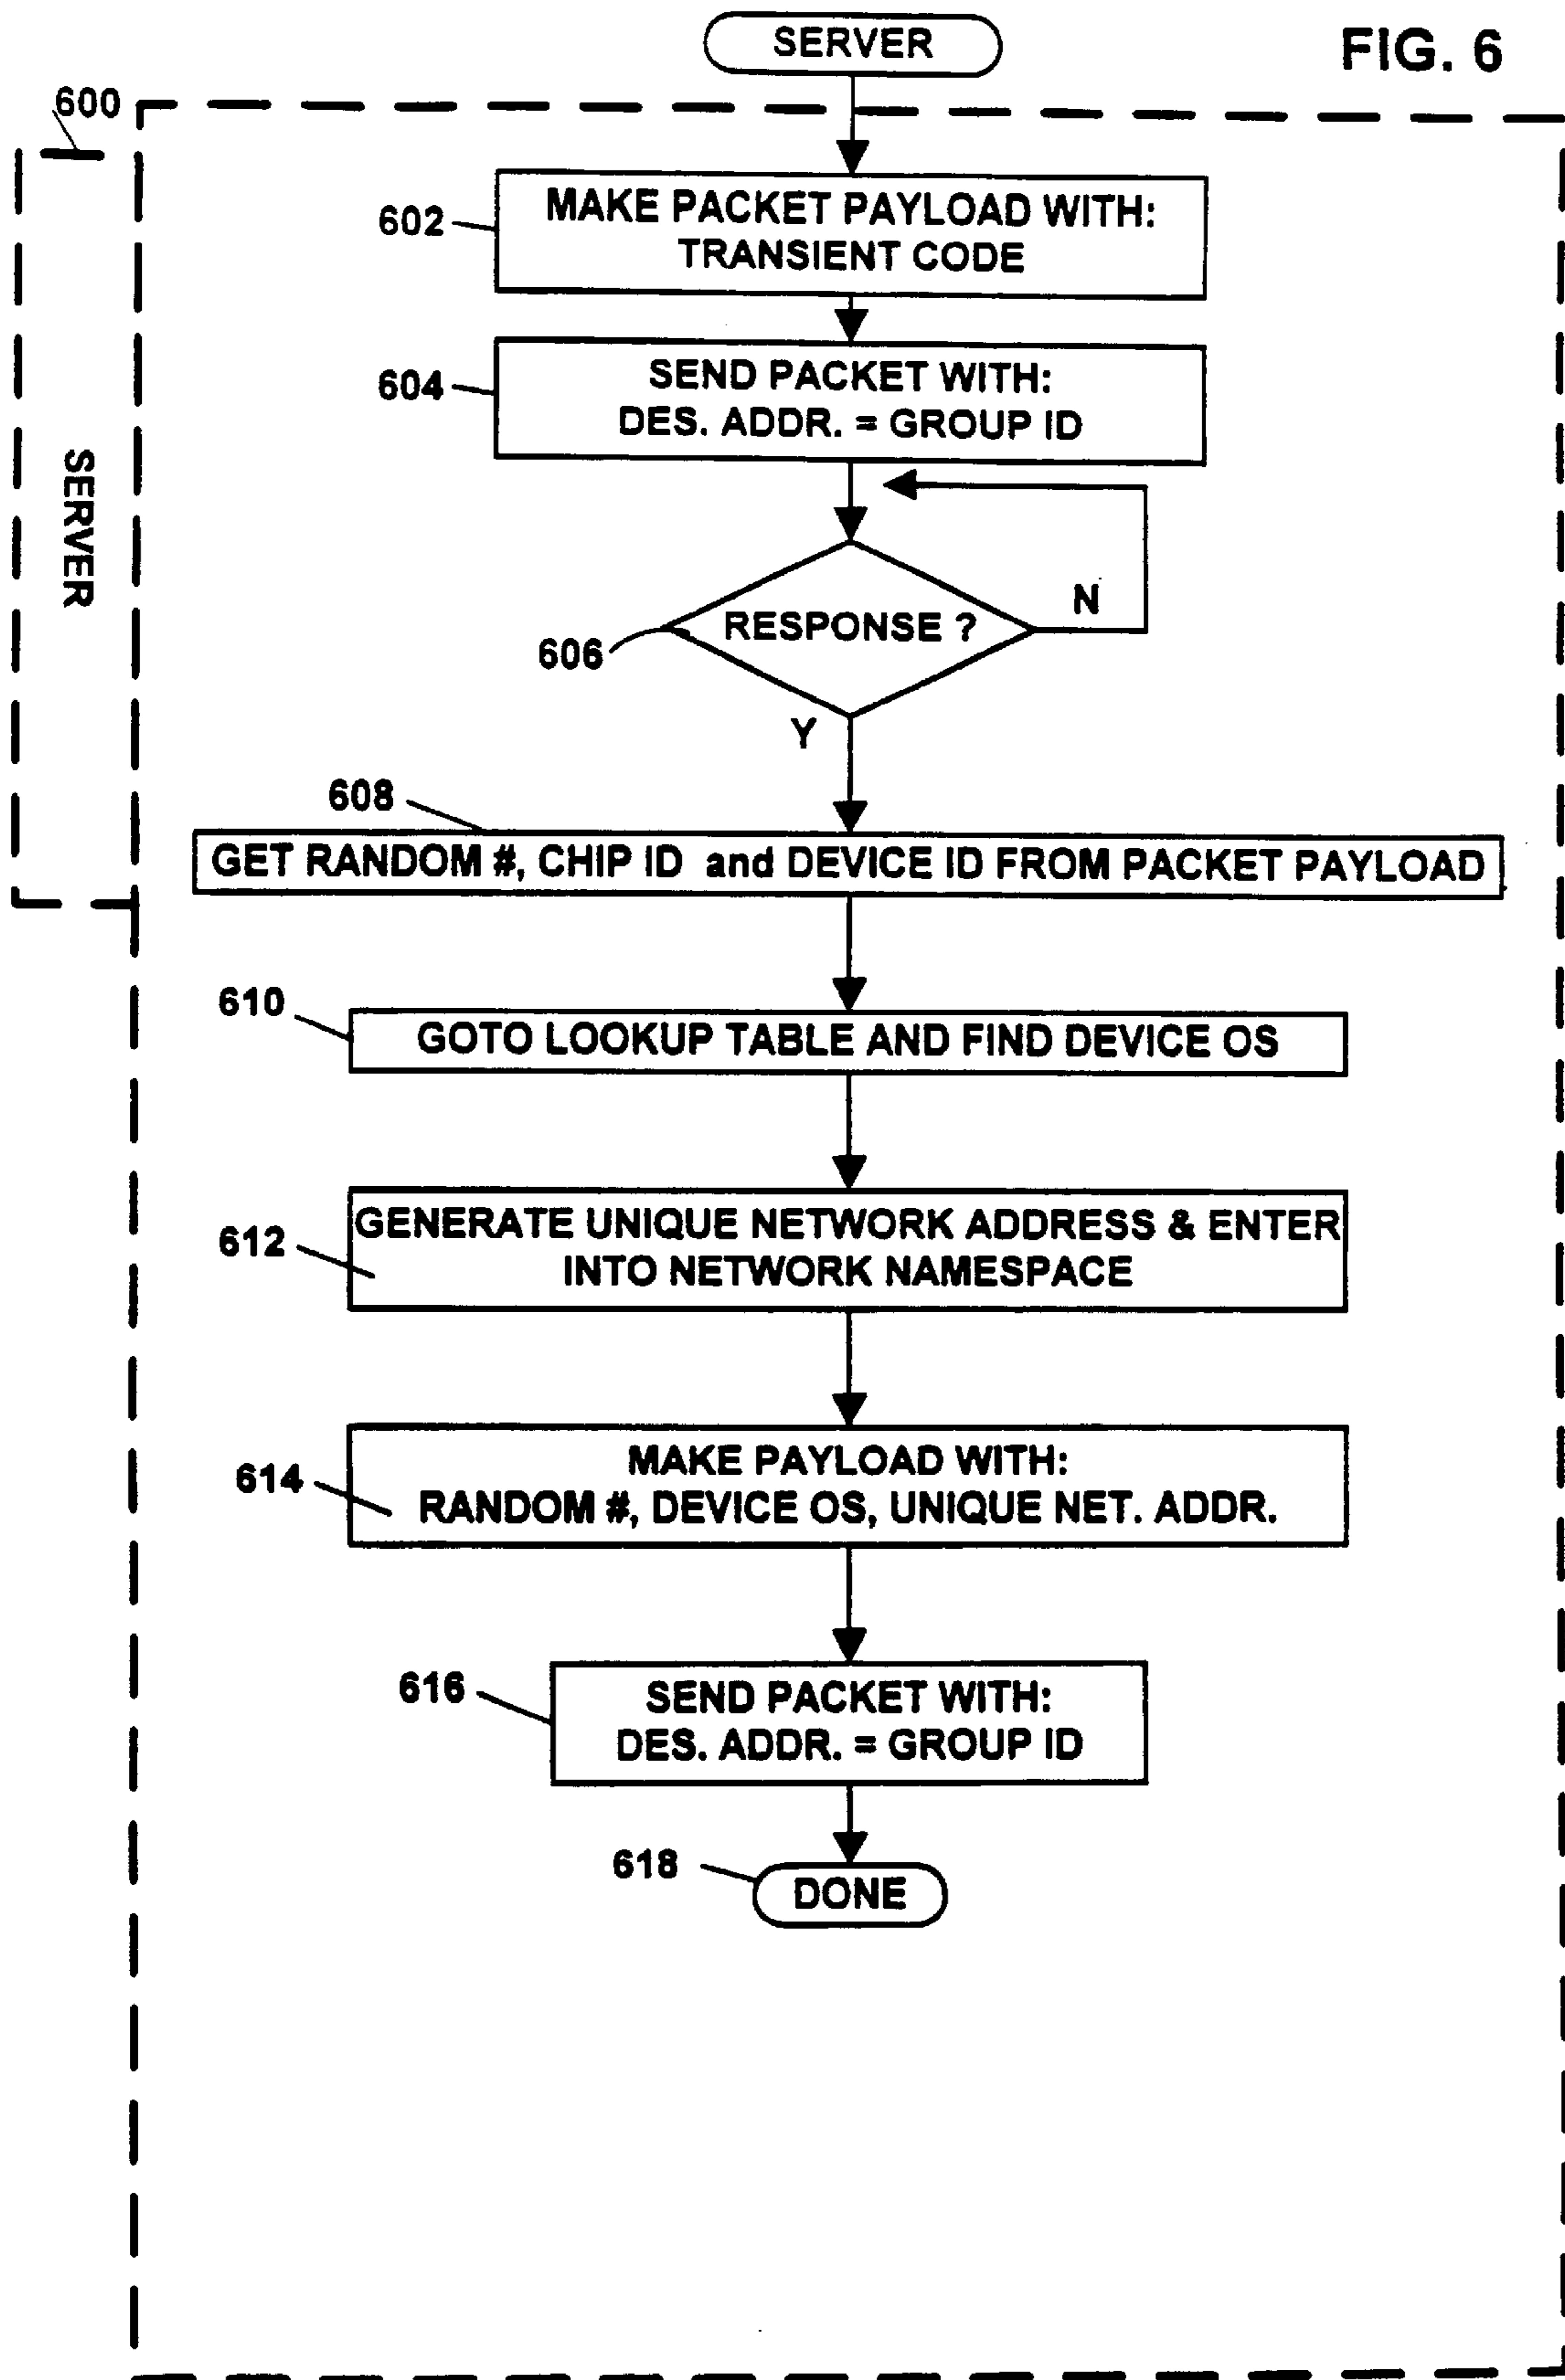 SERVER
FIG. 6
600
SERVER
602
MAKE PACKET PAYLOAD WITH:
TRANSIENT CODE
604
SEND PACKET WITH:
DES. ADDR. = GROUP ID
606
RESPONSE ?
N
Y
608
GET RANDOM #, CHIP ID and DEVICE ID FROM PACKET PAYLOAD
610
GOTO LOOKUP TABLE AND FIND DEVICE OS
612
GENERATE UNIQUE NETWORK ADDRESS & ENTER
INTO NETWORK NAMESPACE
614
MAKE PAYLOAD WITH:
RANDOM #, DEVICE OS, UNIQUE NET. ADDR.
616
SEND PACKET WITH:
DES. ADDR. = GROUP ID
618
DONE